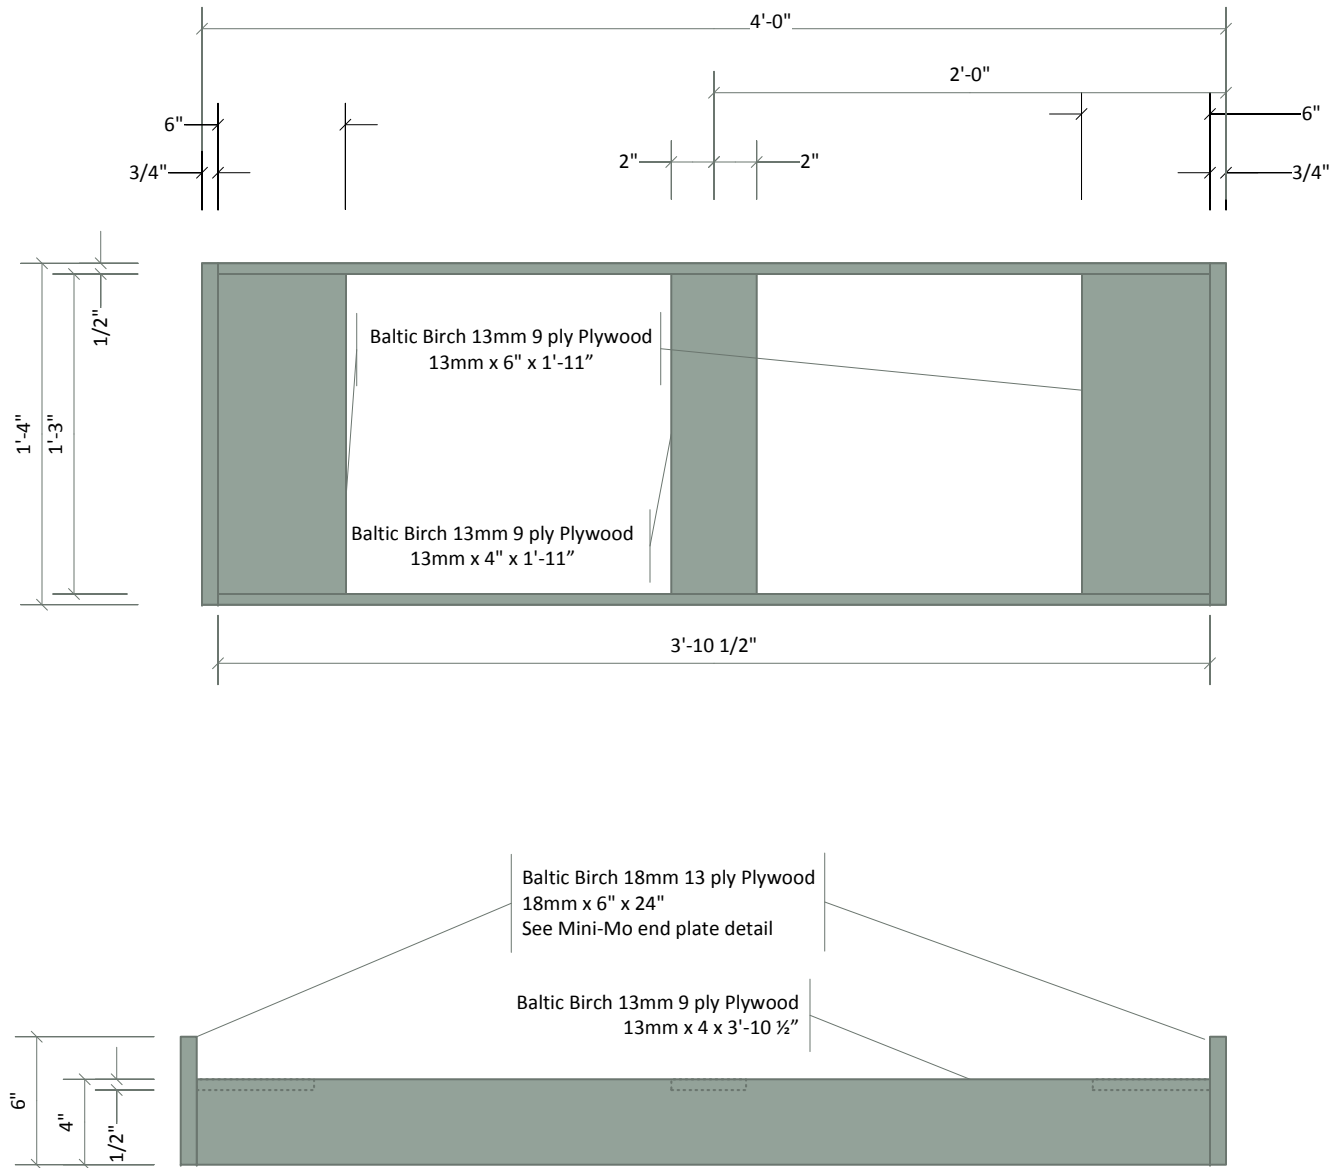 4'-0"
2'-0"
6"
6"
2"
2"
3/4"
3/4"
1/2"
1'-4"
1'-3"
Baltic Birch 13mm 9 ply Plywood
13mm x 6" x 1'-11”
Baltic Birch 13mm 9 ply Plywood
13mm x 4" x 1'-11”
3'-10 1/2"
Baltic Birch 18mm 13 ply Plywood
18mm x 6" x 24"
See Mini-Mo end plate detail
Baltic Birch 13mm 9 ply Plywood
13mm x 4 x 3'-10 ½”
6"
4"
1/2"